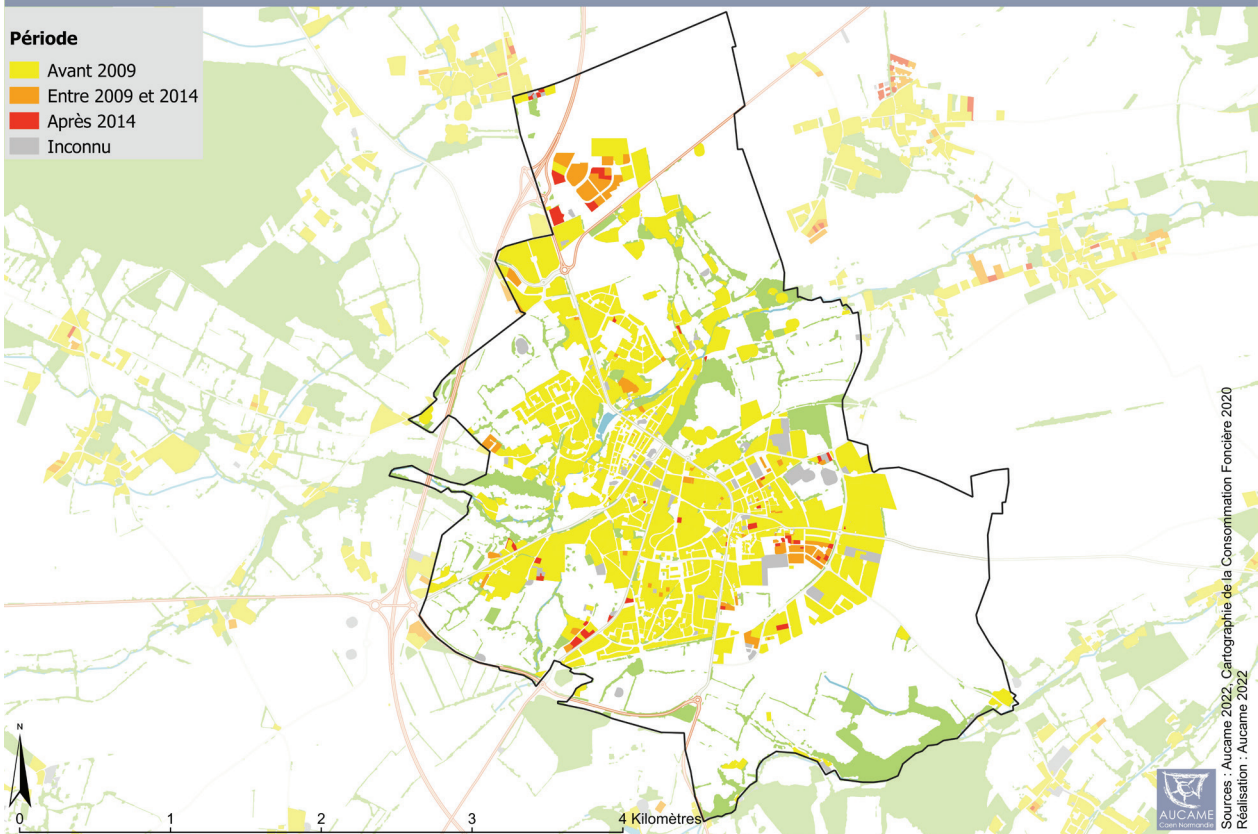 Période
Avant 2009
Entre 2009 et 2014
Après 2014
Inconnu
N
0
1
2
3
4 Kilomètres
Sources : Aucame 2022, Cartographie de la Consommation Foncière 2020
Réalisation : Aucame 2022
AUCAME
Caen Normandie